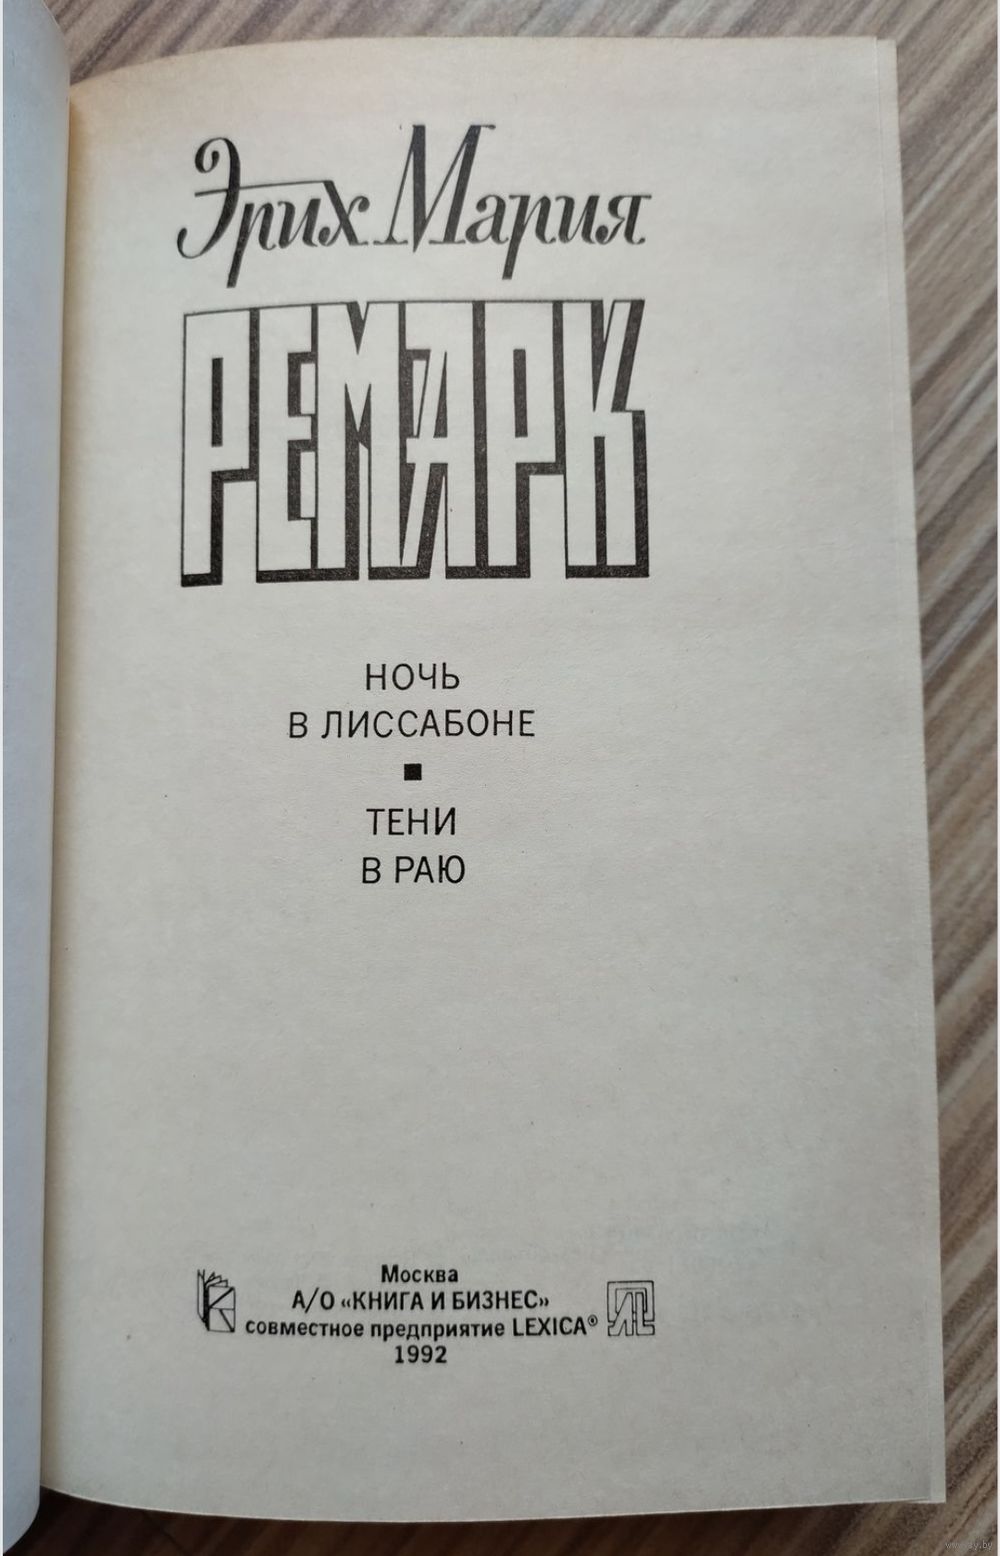 Эрих Мария
РЕМАРК
НОЧЬ
В ЛИССАБОНЕ
ТЕНИ
В РАЮ
Москва
А/О «КНИГА И БИЗНЕС»
совместное предприятие LEXICA®
1992